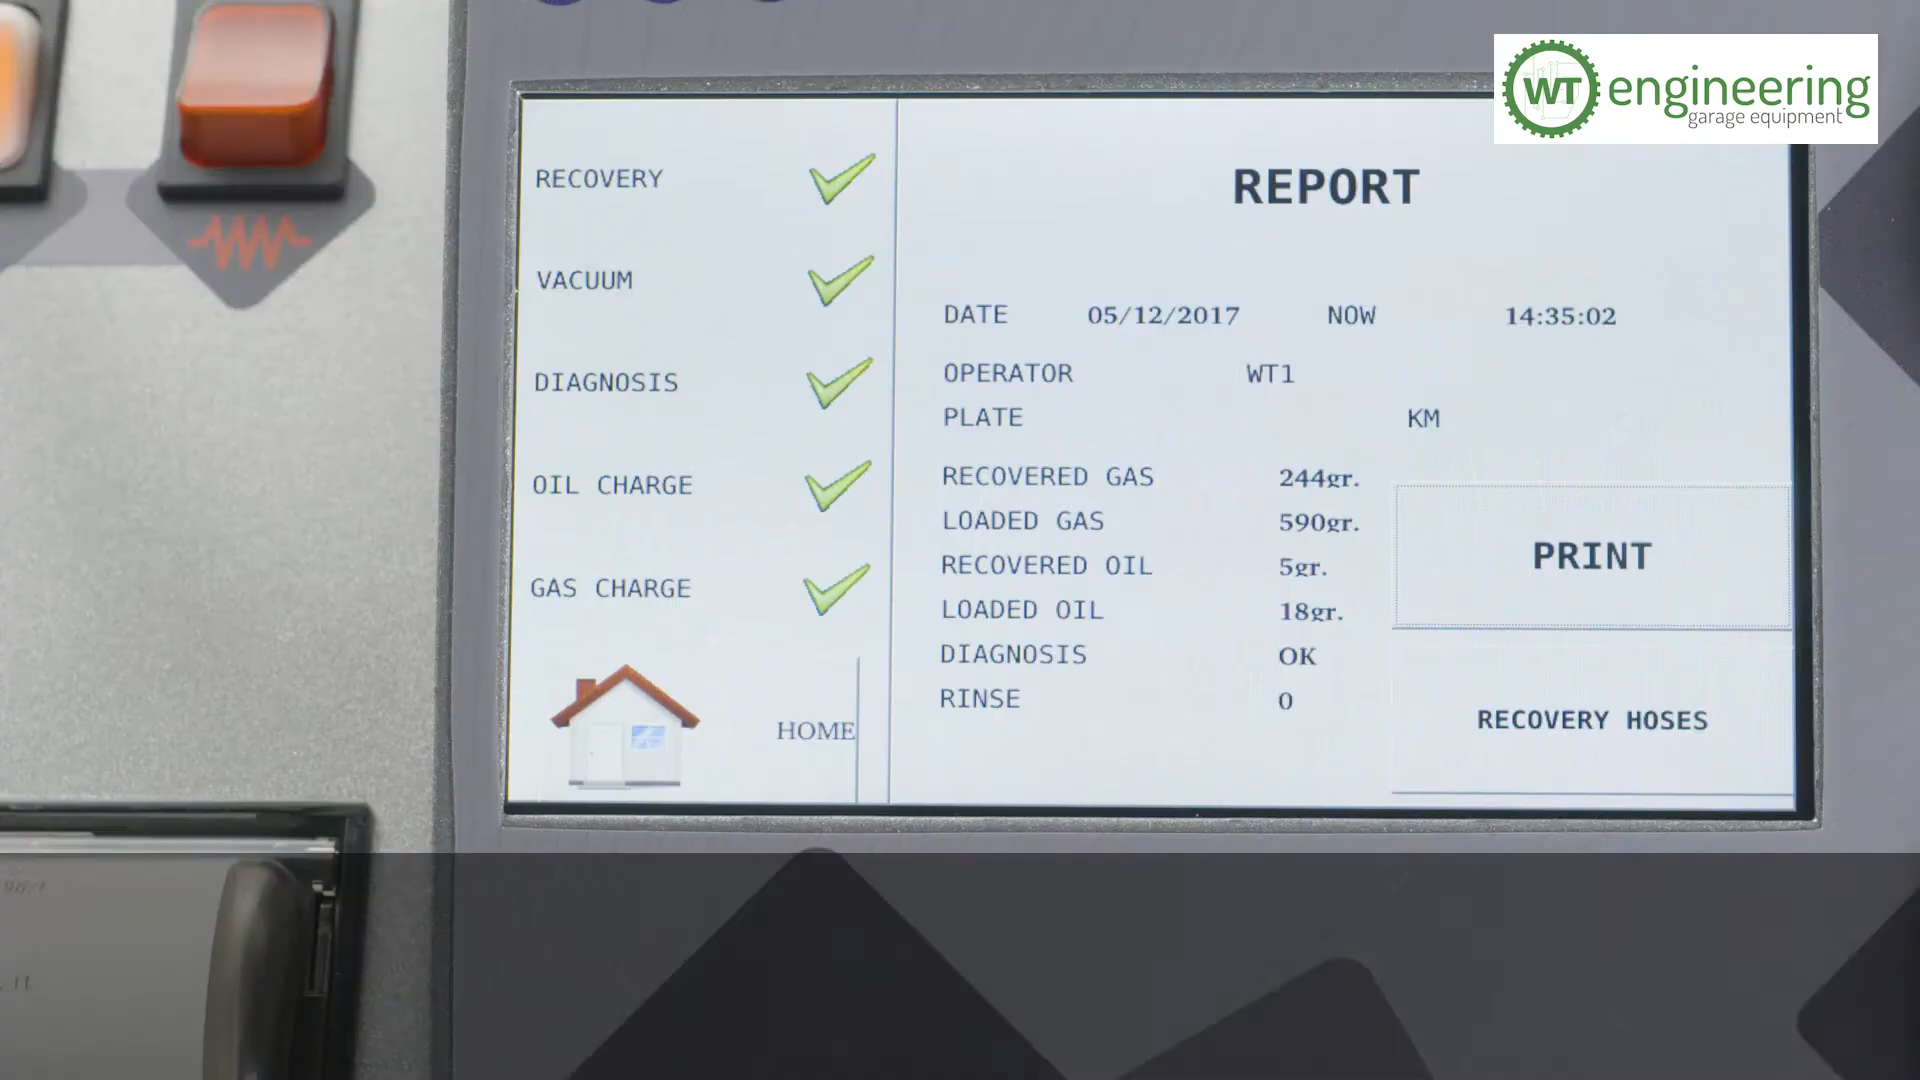 WT engineering
garage equipment
RECOVERY
VACUUM
DIAGNOSIS
OIL CHARGE
GAS CHARGE
HOME
REPORT
DATE 05/12/2017 NOW 14:35:02
OPERATOR WT1
PLATE KM
RECOVERED GAS 244gr.
LOADED GAS 590gr.
RECOVERED OIL 5gr.
LOADED OIL 18gr.
DIAGNOSIS OK
RINSE 0
PRINT
RECOVERY HOSES